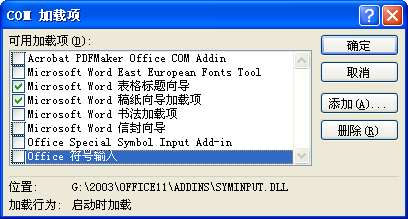 COM 加载项
可用加载项(D):
Acrobat PDFMaker Office COM Addin
Microsoft Word East European Fonts Tool
Microsoft Word 表格标题向导
Microsoft Word 稿纸向导加载项
Microsoft Word 书法加载项
Microsoft Word 信封向导
Office Special Symbol Input Add-in
Office 符号输入
确定
取消
添加(A)...
删除(R)
位置: G:\2003\OFFICE11\ADDINS\SYMINPUT.DLL
加载行为: 启动时加载